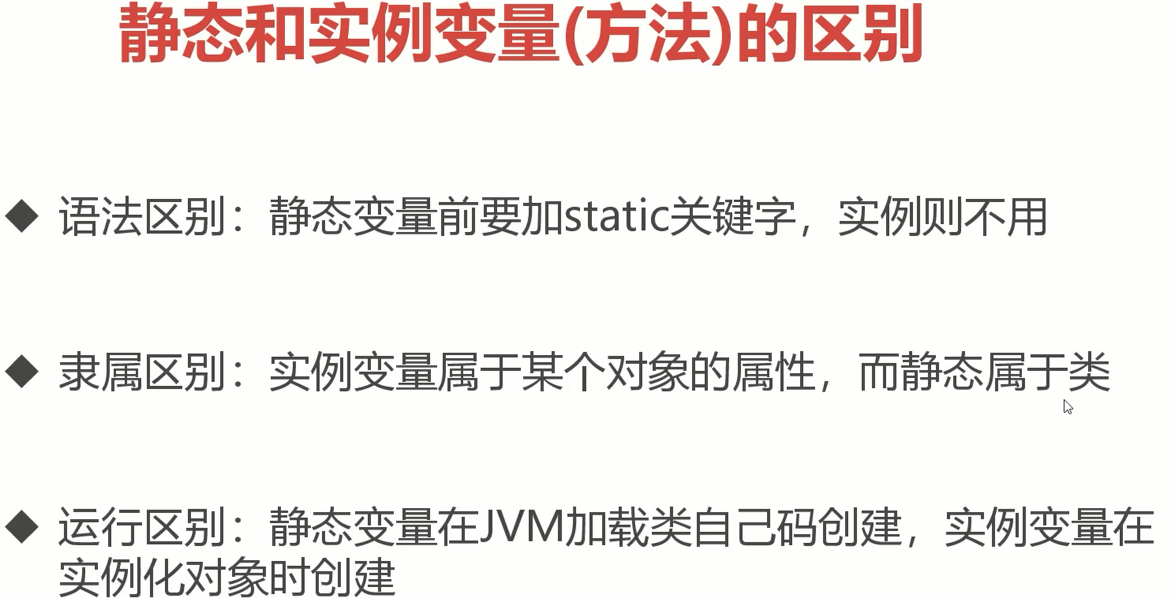 静态和实例变量(方法)的区别
◆ 语法区别：静态变量前要加static关键字，实例则不用
◆ 隶属区别：实例变量属于某个对象的属性，而静态属于类
◆ 运行区别：静态变量在JVM加载类自己码创建，实例变量在
实例化对象时创建